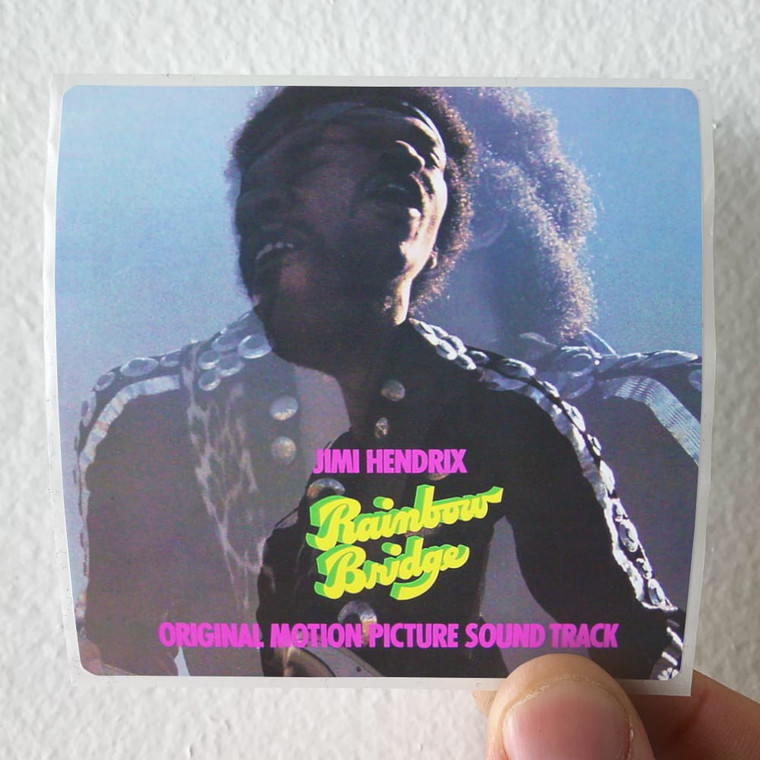 JIMI HENDRIX
Rainbow
Bridge
ORIGINAL MOTION PICTURE SOUND TRACK